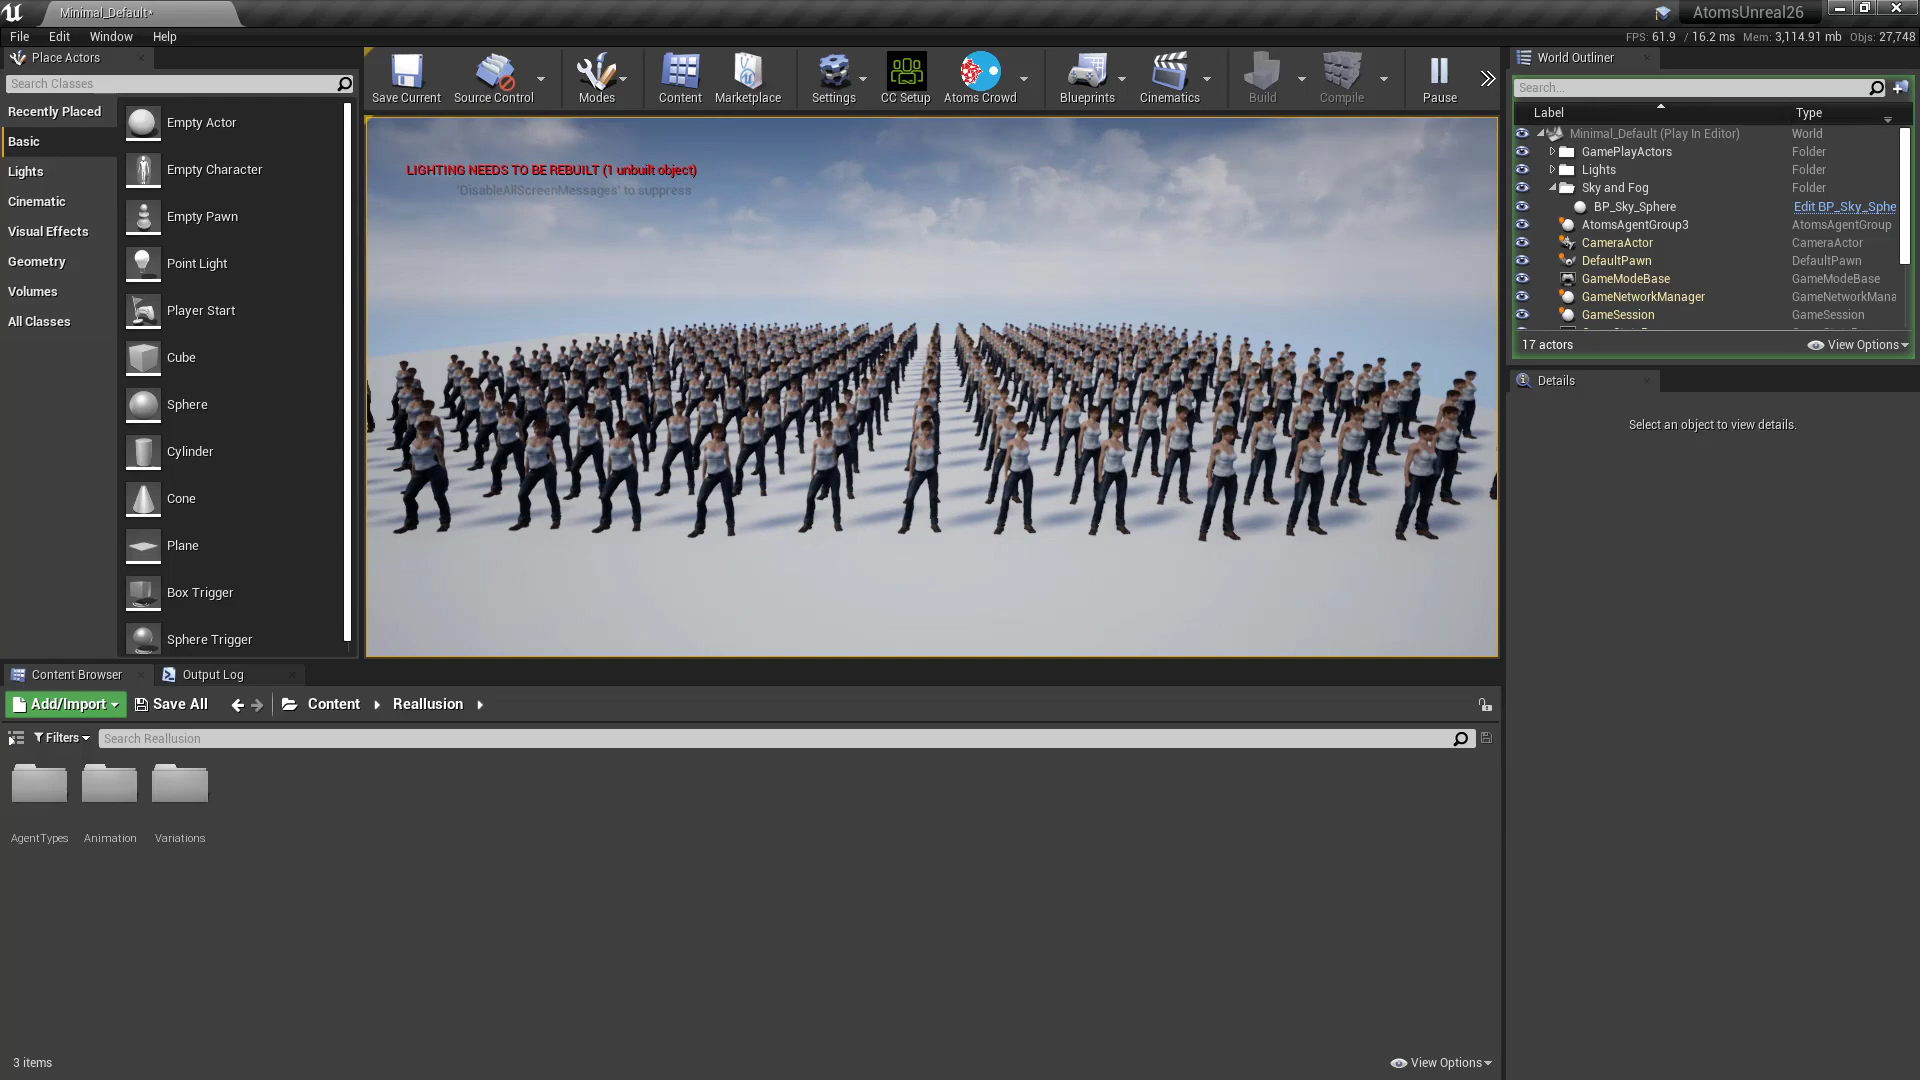 Minimal_Default*
AtomsUnreal26
File Edit Window Help
FPS: 61.9 / 16.2 ms Mem: 3,114.91 mb Objs: 27,748
Place Actors
Search Classes
Recently Placed
Basic
Lights
Cinematic
Visual Effects
Geometry
Volumes
All Classes
Empty Actor
Empty Character
Empty Pawn
Point Light
Player Start
Cube
Sphere
Cylinder
Cone
Plane
Box Trigger
Sphere Trigger
Save Current Source Control Modes Content Marketplace Settings CC Setup Atoms Crowd Blueprints Cinematics Build Compile Pause
LIGHTING NEEDS TO BE REBUILT (1 unbuilt object)
'DisableAllScreenMessages' to suppress
World Outliner
Search...
Label Type
Minimal_Default (Play In Editor) World
GamePlayActors Folder
Lights Folder
Sky and Fog Folder
BP_Sky_Sphere Edit BP_Sky_Sphe
AtomsAgentGroup3 AtomsAgentGroup
CameraActor CameraActor
DefaultPawn DefaultPawn
GameModeBase GameModeBase
GameNetworkManager GameNetworkMana
GameSession GameSession
17 actors View Options
Details
Select an object to view details.
Content Browser Output Log
Add/Import Save All Content Reallusion
Filters Search Reallusion
AgentTypes Animation Variations
3 items View Options